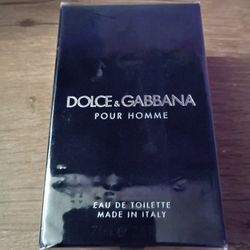 DOLCE & GABBANA
POUR HOMME
EAU DE TOILETTE
MADE IN ITALY